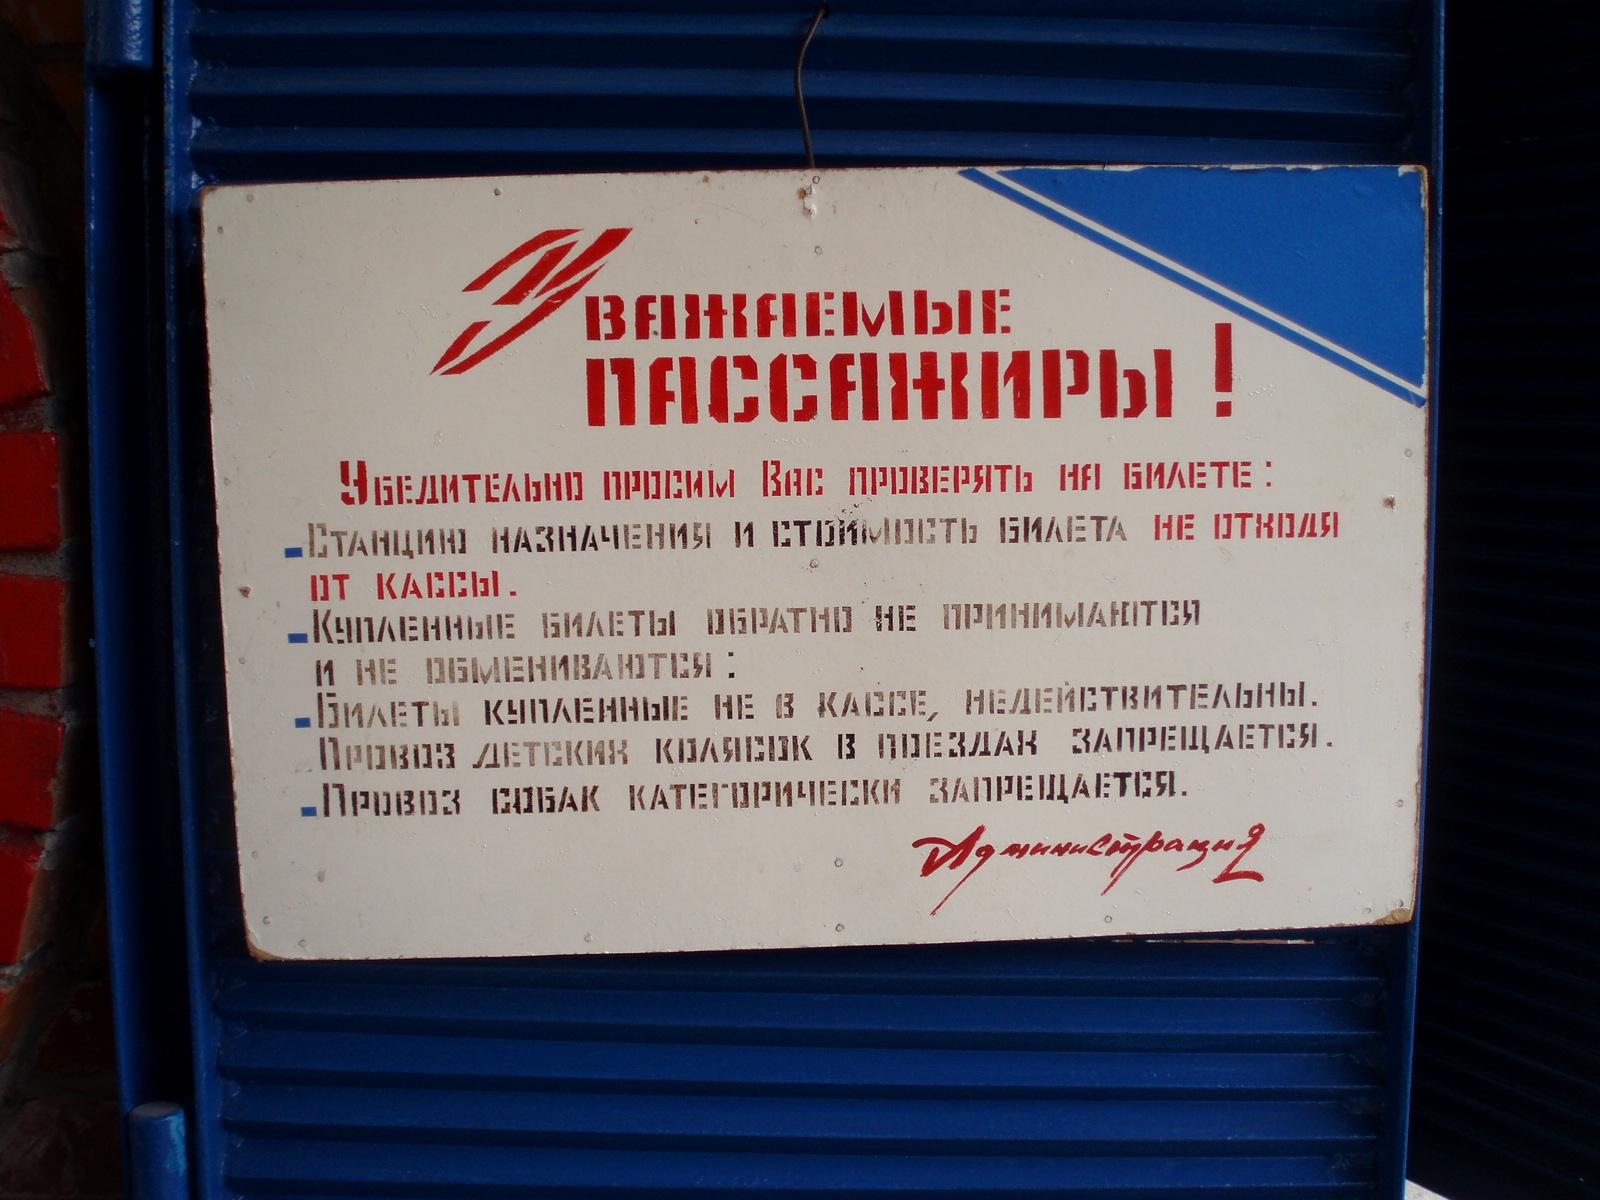 Уважаемые
пассажиры!
Убедительно просим Вас проверять на билете:
- Станцию назначения и стоимость билета не отходя
от кассы.
- Купленные билеты обратно не принимаются
и не обмениваются:
- Билеты купленные не в кассе, недействительны.
Провоз детских колясок в поездах запрещается.
- Провоз собак категорически запрещается.
Администрация